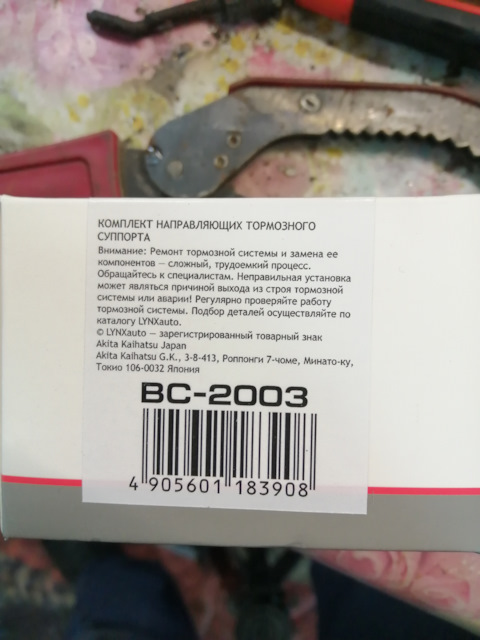 КОМПЛЕКТ НАПРАВЛЯЮЩИХ ТОРМОЗНОГО
СУППОРТА
Внимание: Ремонт тормозной системы и замена ее
компонентов – сложный, трудоемкий процесс.
Обращайтесь к специалистам. Неправильная установка
может являться причиной выхода из строя тормозной
системы или аварии! Регулярно проверяйте работу
тормозной системы. Подбор деталей осуществляйте по
каталогу LYNXauto.
© LYNXauto – зарегистрированный товарный знак
Akita Kaihatsu Japan
Akita Kaihatsu G.K., 3-8-413, Роппонги 7-чоме, Минато-ку,
Токио 106-0032 Япония
BC-2003
4 905601 183908